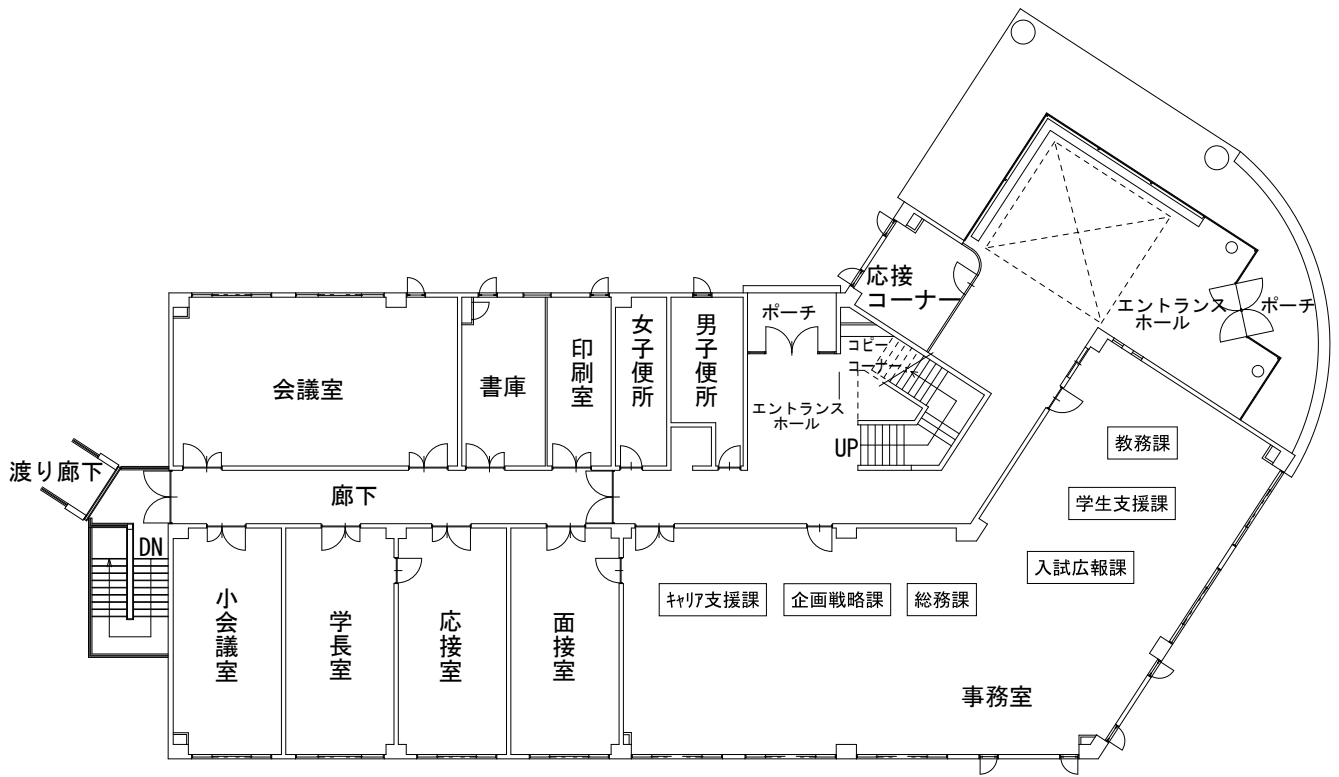 応接
コーナー
エントランス
ホール
ポーチ
ポーチ
コピー
コーナー
エントランス
ホール
UP
女子便所
男子便所
印刷室
書庫
会議室
渡り廊下
廊下
DN
小会議室
学長室
応接室
面接室
教務課
学生支援課
入試広報課
ｷｬﾘｱ支援課
企画戦略課
総務課
事務室